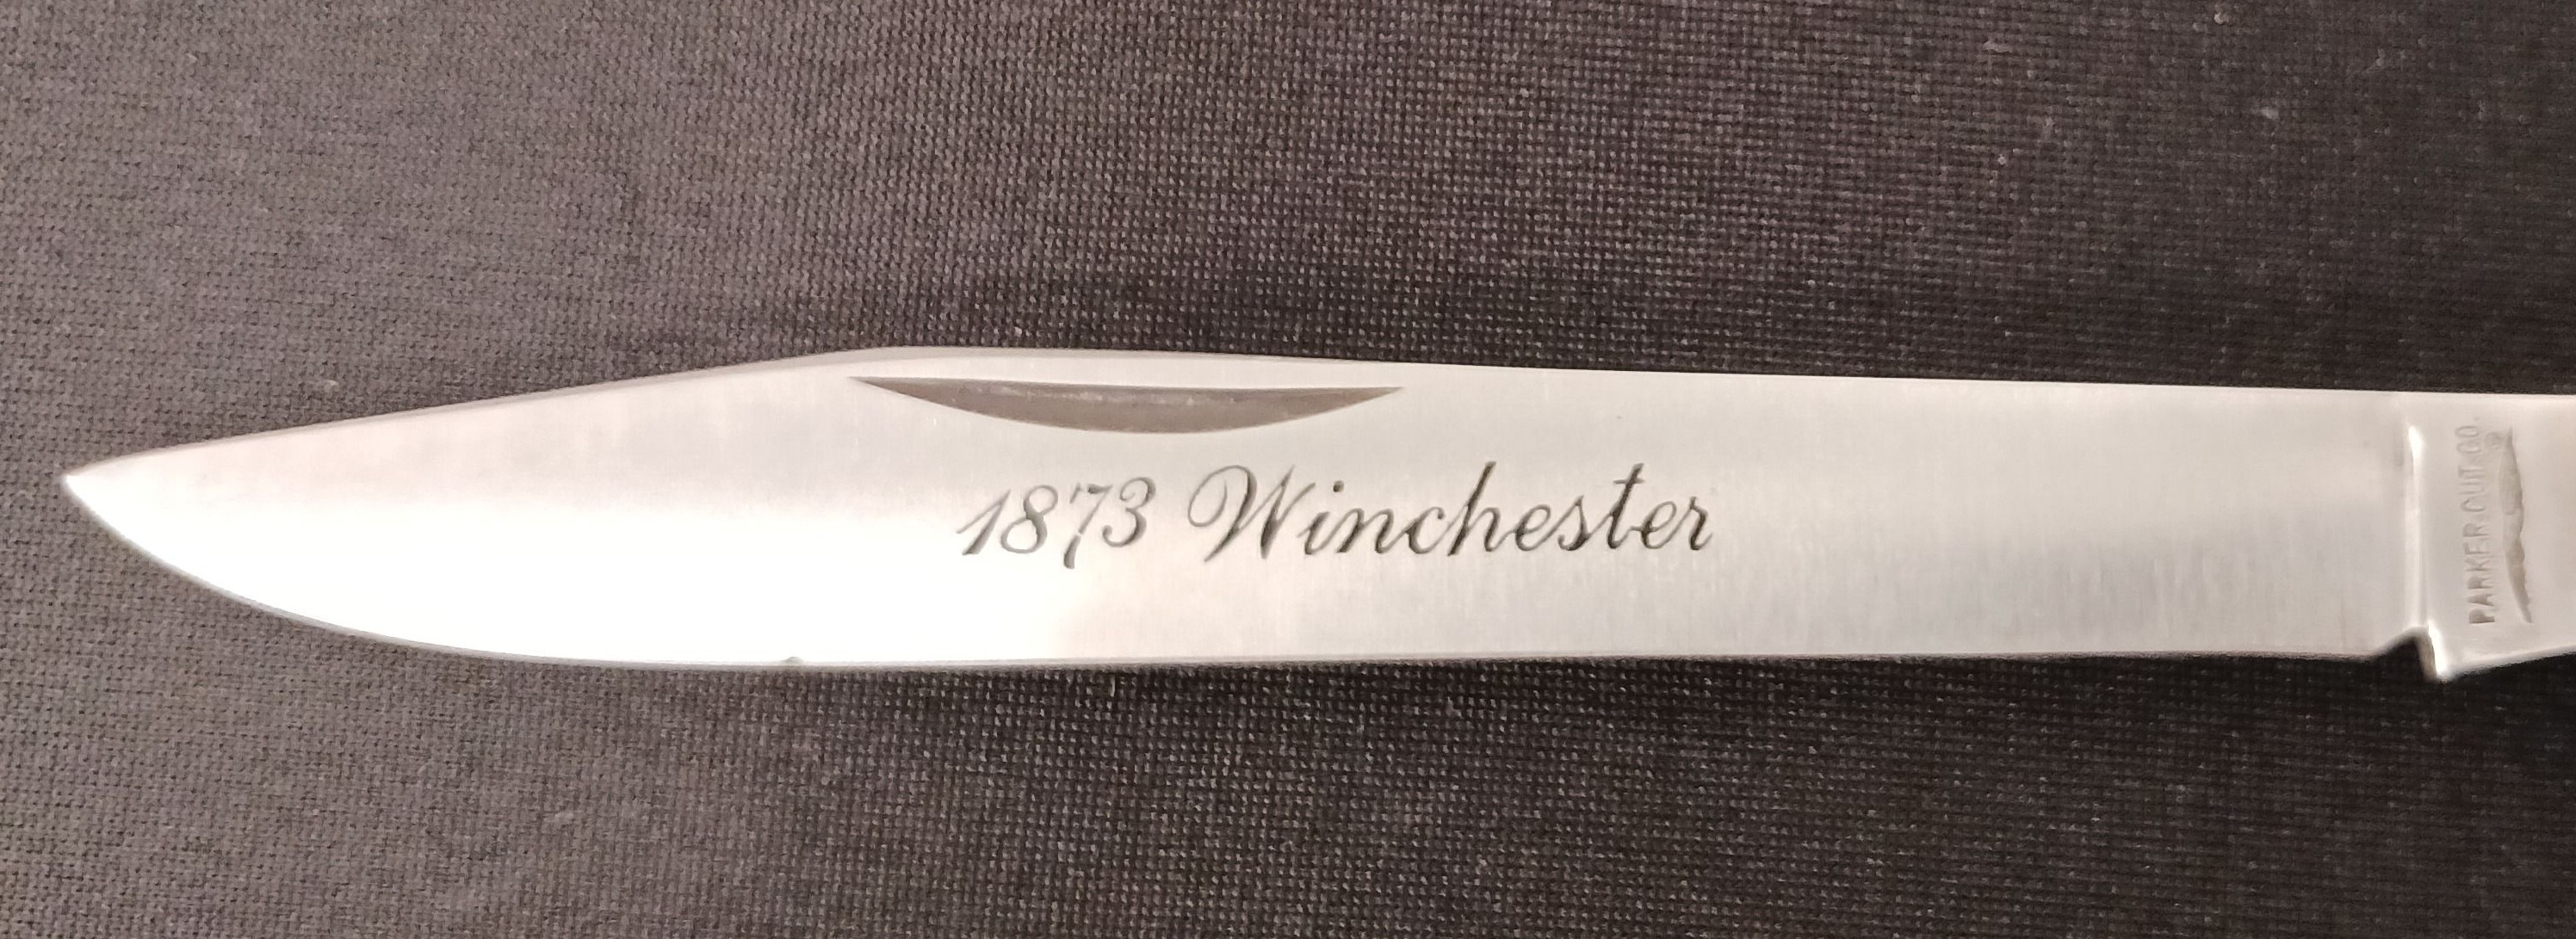 1873 Winchester
PARKER CUT. CO.